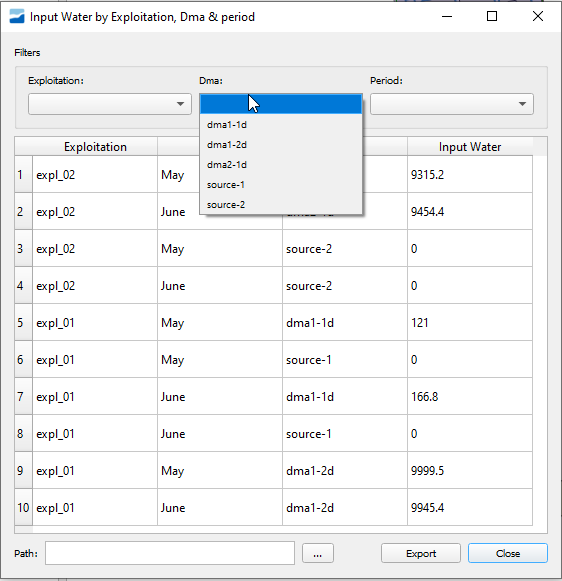 Input Water by Exploitation, Dma & period
Filters
Exploitation: Dma: Period:
dma1-1d
dma1-2d
dma2-1d
source-1
source-2
Exploitation Input Water
1 expl_02 May 9315.2
2 expl_02 June 9454.4
3 expl_02 May source-2 0
4 expl_02 June source-2 0
5 expl_01 May dma1-1d 121
6 expl_01 May source-1 0
7 expl_01 June dma1-1d 166.8
8 expl_01 June source-1 0
9 expl_01 May dma1-2d 9999.5
10 expl_01 June dma1-2d 9945.4
Path: ... Export Close